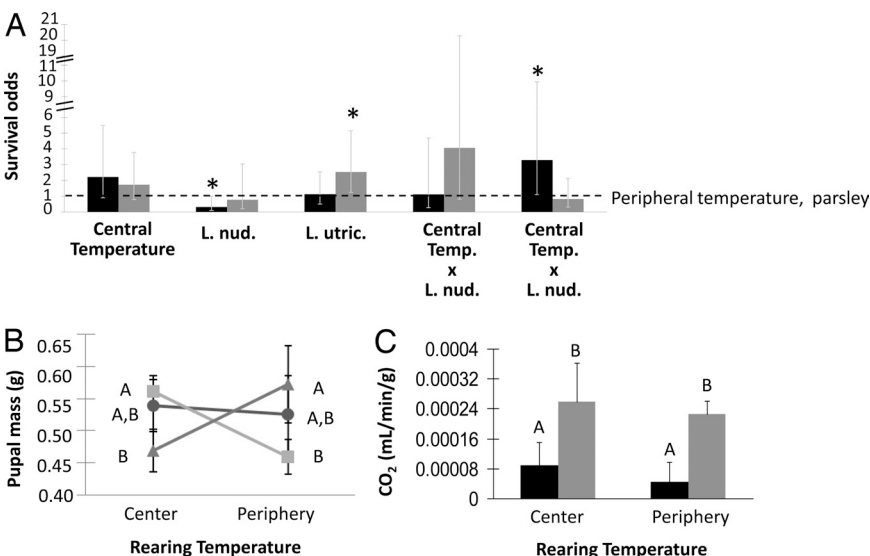 A
Survival odds
21
20
19
11
10
9
6
5
4
3
2
1
0
*
*
*
Peripheral temperature, parsley
Central
Temperature
L. nud.
L. utric.
Central
Temp.
x
L. nud.
Central
Temp.
x
L. nud.
B
Pupal mass (g)
0.65
0.60
0.55
0.50
0.45
0.40
A
A,B
B
A
A,B
B
Center
Periphery
Rearing Temperature
C
CO2 (mL/min/g)
0.0004
0.00032
0.00024
0.00016
0.00008
0
A
B
A
B
Center
Periphery
Rearing Temperature